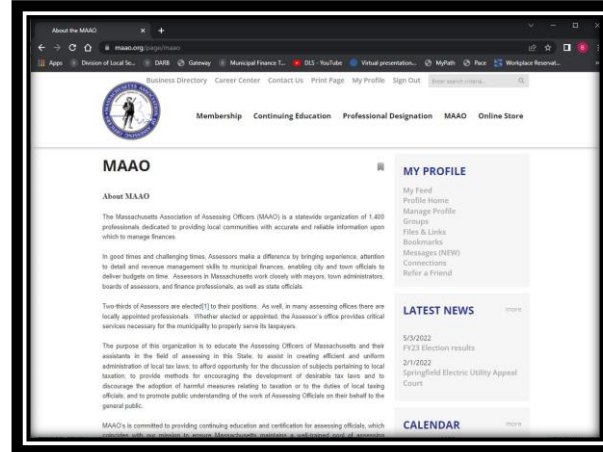 About the MAAO
maao.org/page/maao
Apps Division of Local Se... DARB Gateway Municipal Finance T... DLS - YouTube Virtual presentation... MyPath Pace Workplace Reservat...
Business Directory Career Center Contact Us Print Page My Profile Sign Out Enter search criteria...
Membership Continuing Education Professional Designation MAAO Online Store
MAAO
About MAAO
The Massachusetts Association of Assessing Officers (MAAO) is a statewide organization of 1,400
professionals dedicated to providing local communities with accurate and reliable information upon
which to manage finances.
In good times and challenging times, Assessors make a difference by bringing experience, attention
to detail and revenue management skills to municipal finances, enabling city and town officials to
deliver budgets on time. Assessors in Massachusetts work closely with mayors, town administrators,
boards of assessors, and finance professionals, as well as state officials.
Two-thirds of Assessors are elected[1] to their positions. As well, in many assessing offices there are
locally appointed professionals. Whether elected or appointed, the Assessor's office provides critical
services necessary for the municipality to properly serve its taxpayers.
The purpose of this organization is to educate the Assessing Officers of Massachusetts and their
assistants in the field of assessing in this State; to assist in creating efficient and uniform
administration of local tax laws; to afford opportunity for the discussion of subjects pertaining to local
taxation; to provide methods for encouraging the development of desirable tax laws and to
discourage the adoption of harmful measures relating to taxation or to the duties of local taxing
officials; and to promote public understanding of the work of Assessing Officials on their behalf to the
general public.
MAAO's is committed to providing continuing education and certification for assessing officials, which
coincides with our mission to ensure Massachusetts maintains a well-trained pool of assessing
MY PROFILE
My Feed
Profile Home
Manage Profile
Groups
Files & Links
Bookmarks
Messages (NEW)
Connections
Refer a Friend
LATEST NEWS more
5/3/2022
FY23 Election results
2/1/2022
Springfield Electric Utility Appeal
Court
CALENDAR more